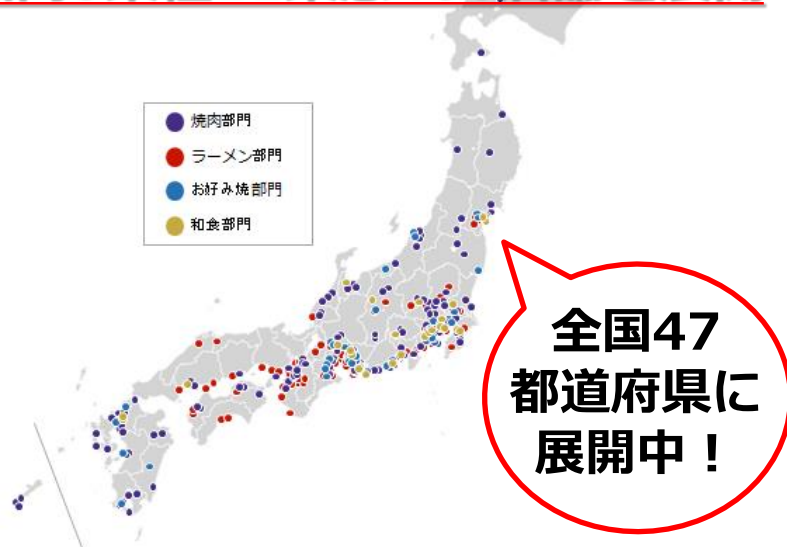 焼肉部門
ラーメン部門
お好み焼部門
和食部門
全国47
都道府県に
展開中！